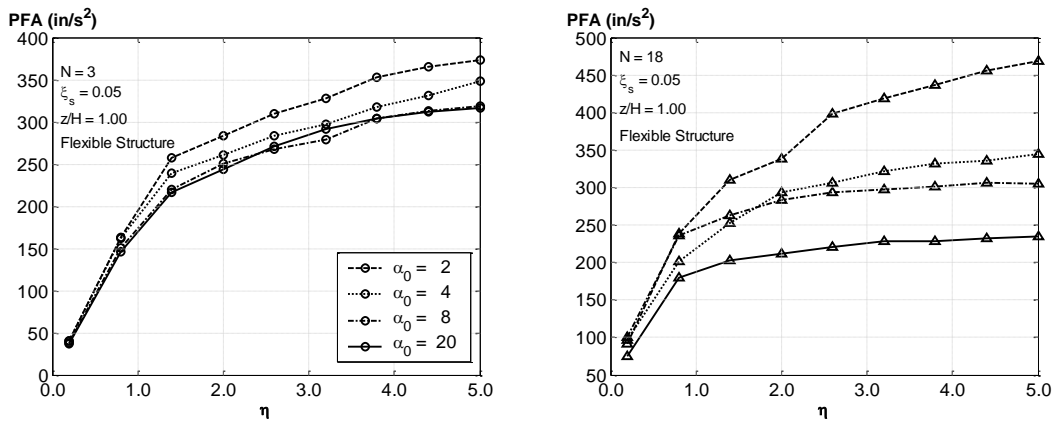 PFA (in/s²)
400
350
300
250
200
150
100
50
0
N = 3
ξs = 0.05
z/H = 1.00
Flexible Structure
α0 = 2
α0 = 4
α0 = 8
α0 = 20
0.0 1.0 2.0 3.0 4.0 5.0
η
PFA (in/s²)
500
450
400
350
300
250
200
150
100
50
N = 18
ξs = 0.05
z/H = 1.00
Flexible Structure
0.0 1.0 2.0 3.0 4.0 5.0
η